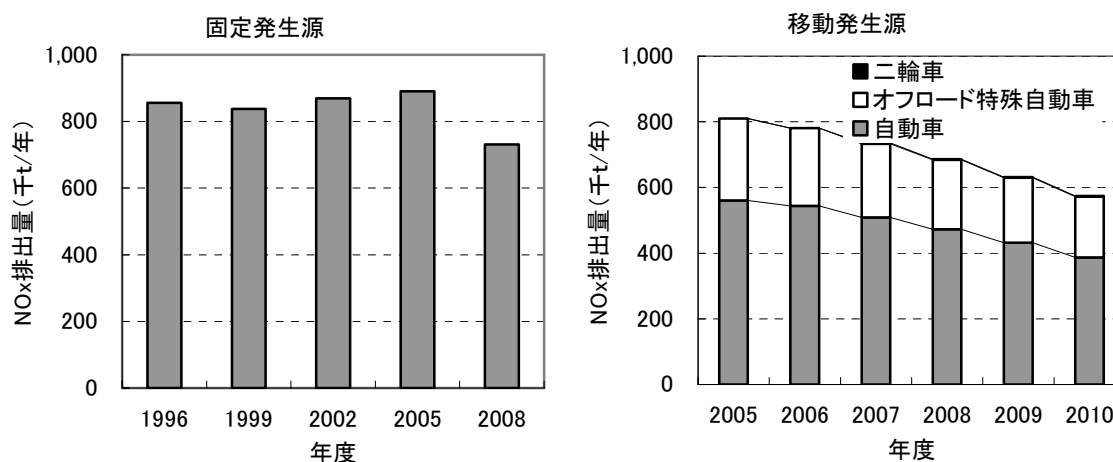 固定発生源
1,000
800
600
400
200
0
NOx排出量(千t/年)
1996 1999 2002 2005 2008
年度
移動発生源
1,000
800
600
400
200
0
NOx排出量(千t/年)
二輪車
オフロード特殊自動車
自動車
2005 2006 2007 2008 2009 2010
年度